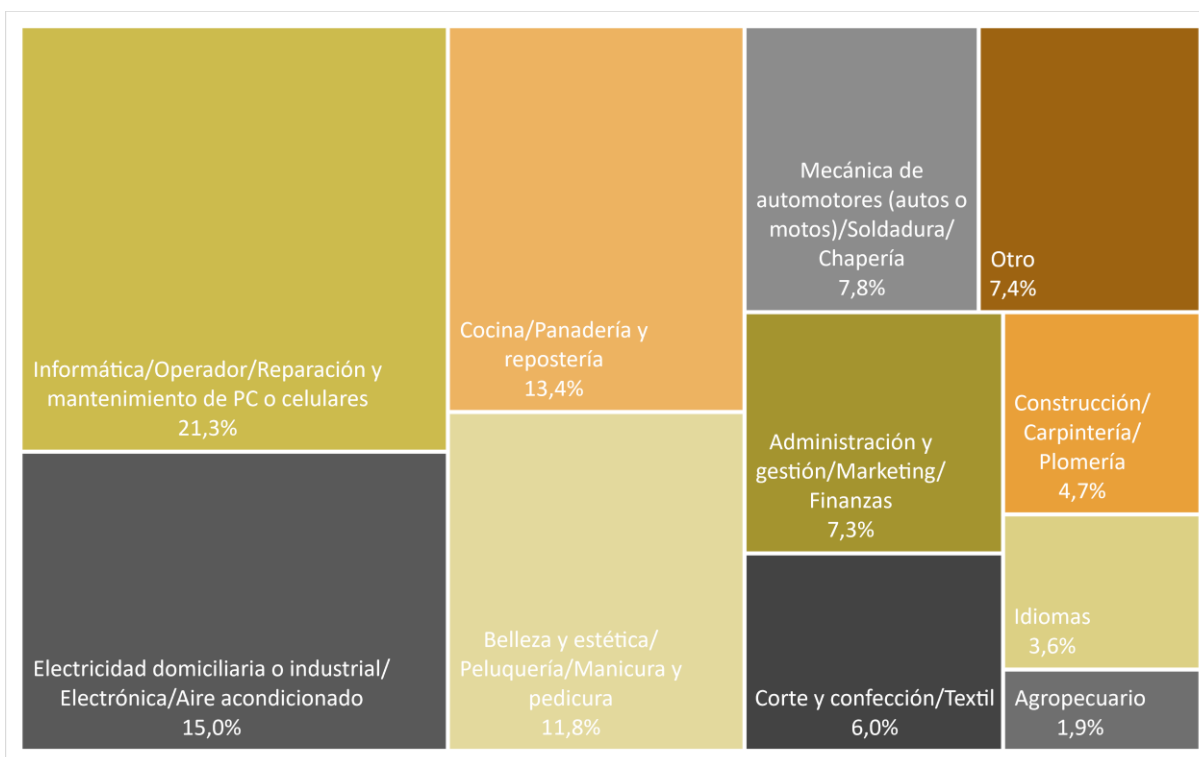 Informática/Operador/Reparación y
mantenimiento de PC o celulares
21,3%
Electricidad domiciliaria o industrial/
Electrónica/Aire acondicionado
15,0%
Cocina/Panadería y
repostería
13,4%
Belleza y estética/
Peluquería/Manicura y
pedicura
11,8%
Mecánica de
automotores (autos o
motos)/Soldadura/
Chapería
7,8%
Otro
7,4%
Administración y
gestión/Marketing/
Finanzas
7,3%
Corte y confección/Textil
6,0%
Construcción/
Carpintería/
Plomería
4,7%
Idiomas
3,6%
Agropecuario
1,9%